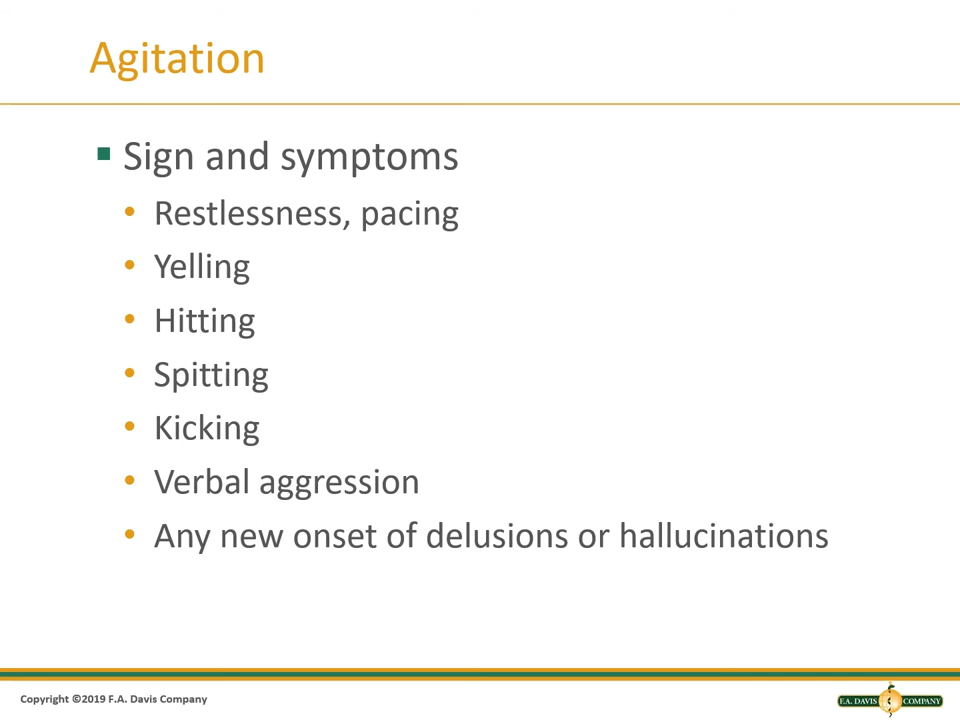 Agitation
Sign and symptoms
Restlessness, pacing
Yelling
Hitting
Spitting
Kicking
Verbal aggression
Any new onset of delusions or hallucinations
Copyright ©2019 F.A. Davis Company
F.A. DAVIS COMPANY